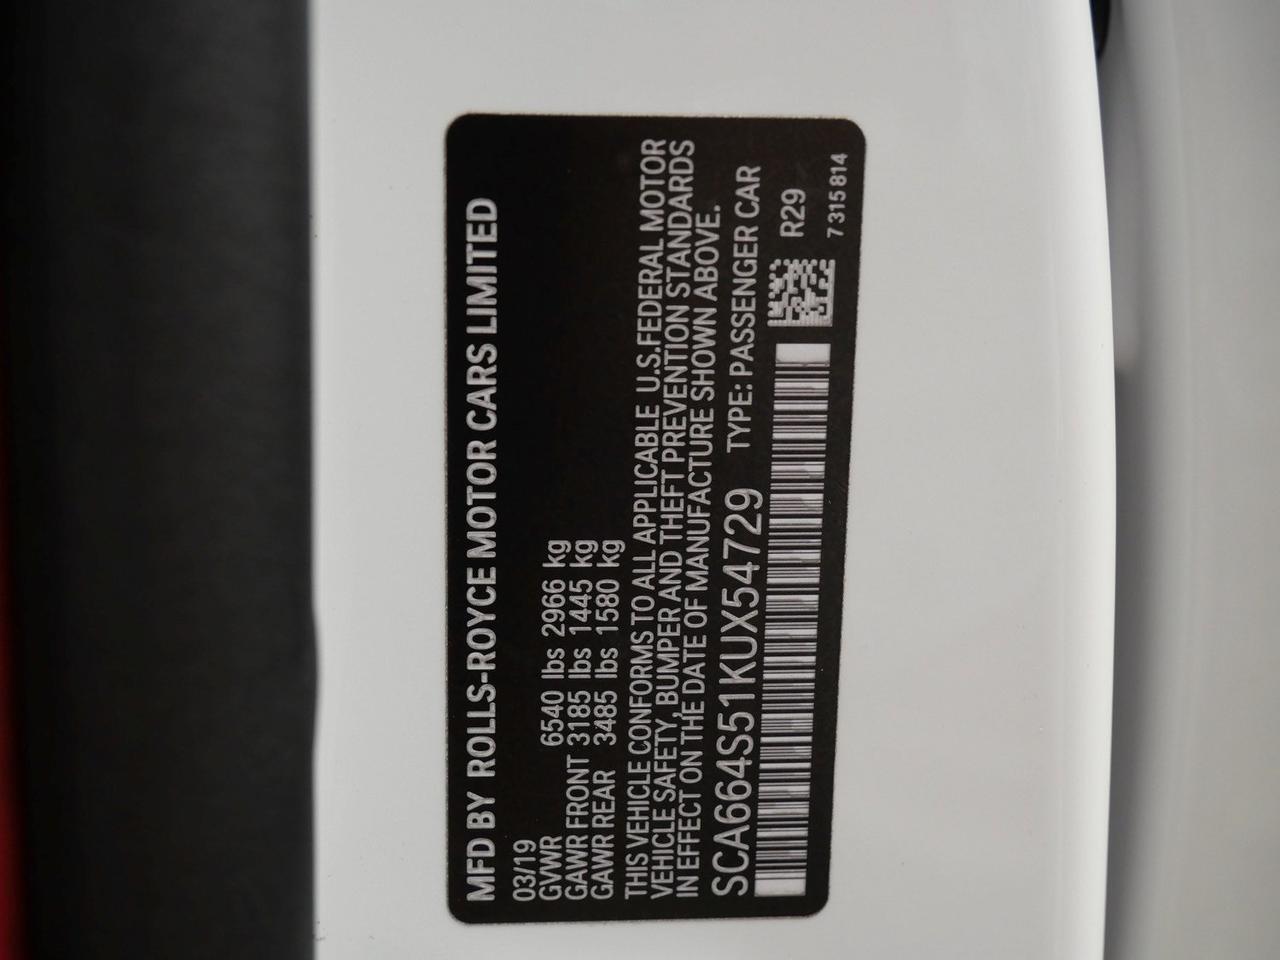 MFD BY ROLLS-ROYCE MOTOR CARS LIMITED
03/19
GVWR 6540 lbs 2966 kg
GAWR FRONT 3185 lbs 1445 kg
GAWR REAR 3485 lbs 1580 kg
THIS VEHICLE CONFORMS TO ALL APPLICABLE U.S.FEDERAL MOTOR
VEHICLE SAFETY, BUMPER AND THEFT PREVENTION STANDARDS
IN EFFECT ON THE DATE OF MANUFACTURE SHOWN ABOVE.
SCA664S51KUX54729 TYPE: PASSENGER CAR
R29
7 315 814